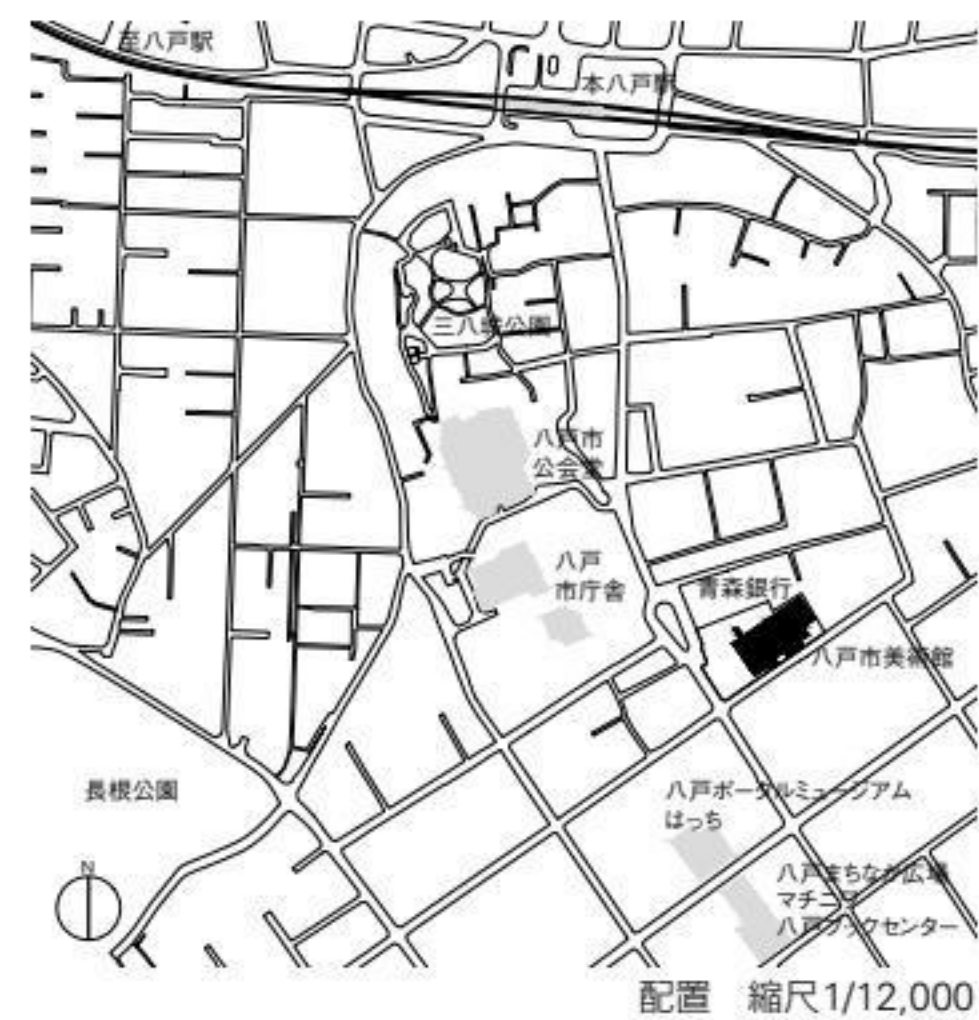 至八戸駅
本八戸駅
三八城公園
八戸市
公会堂
八戸
市庁舎
青森銀行
八戸市美術館
長根公園
八戸ポータルミュージアム
はっち
N
八戸まちなか広場
マチニワ
八戸ブックセンター
配置 縮尺1/12,000